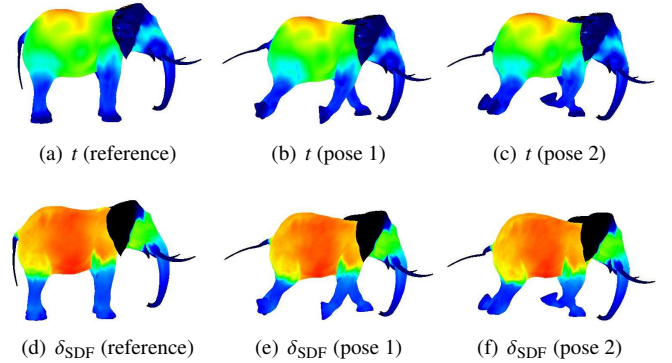 (a) t (reference)
(b) t (pose 1)
(c) t (pose 2)
(d) δSDF (reference)
(e) δSDF (pose 1)
(f) δSDF (pose 2)